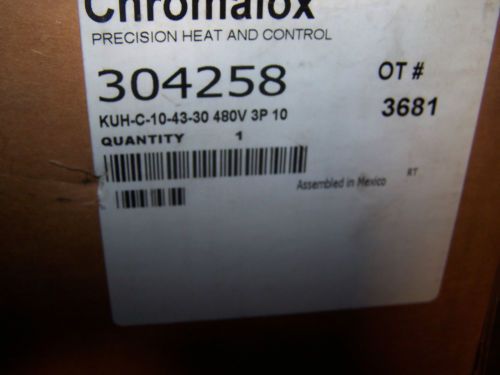 Chromalox
PRECISION HEAT AND CONTROL
304258
OT #
3681
KUH-C-10-43-30 480V 3P 10
QUANTITY 1
Assembled in Mexico
RT